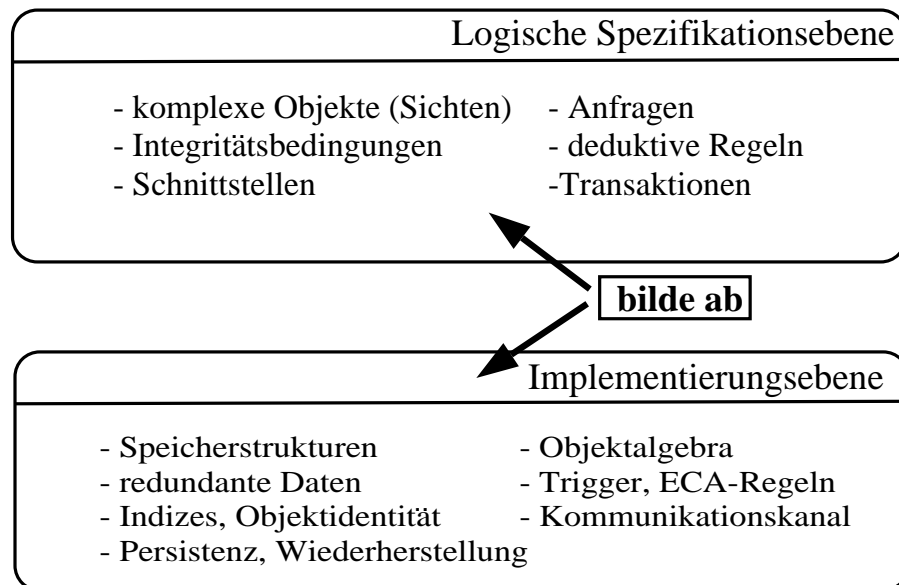 Logische Spezifikationsebene
- komplexe Objekte (Sichten) - Anfragen
- Integritätsbedingungen - deduktive Regeln
- Schnittstellen -Transaktionen
bilde ab
Implementierungsebene
- Speicherstrukturen - Objektalgebra
- redundante Daten - Trigger, ECA-Regeln
- Indizes, Objektidentität - Kommunikationskanal
- Persistenz, Wiederherstellung